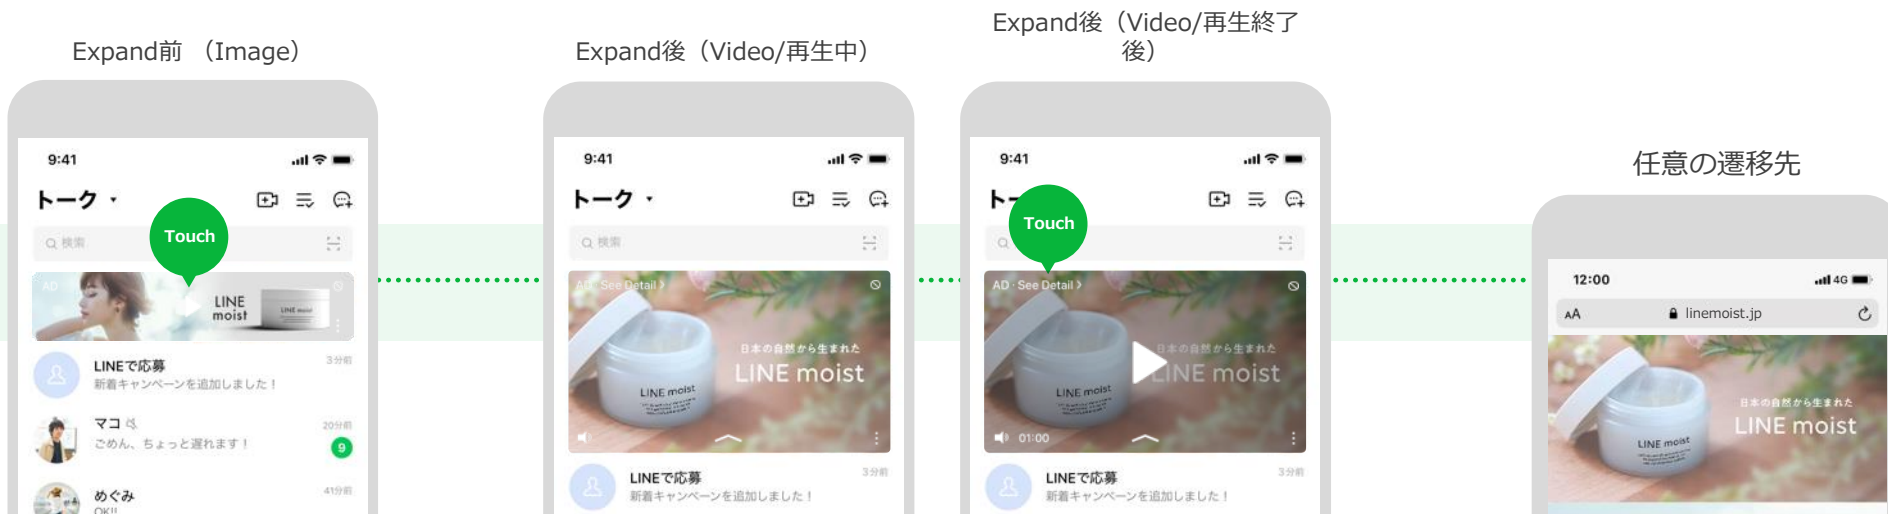 Expand前 （Image）
9:41
トーク
Touch
検索
AD
LINE
moist
LINE moist
LINEで応募
3分前
新着キャンペーンを追加しました！
マコ
20分前
ごめん、ちょっと遅れます！
9
めぐみ
41分前
OK!!
Expand後（Video/再生中）
9:41
トーク
検索
AD · See Detail >
日本の自然から生まれた
LINE moist
LINE moist
LINEで応募
3分前
新着キャンペーンを追加しました！
Expand後（Video/再生終了
後）
9:41
Touch
AD · See Detail >
日本の自然から生まれた
LINE moist
LINE moist
01:00
LINEで応募
3分前
新着キャンペーンを追加しました！
任意の遷移先
12:00
4G
AA
linemoist.jp
日本の自然から生まれた
LINE moist
LINE moist